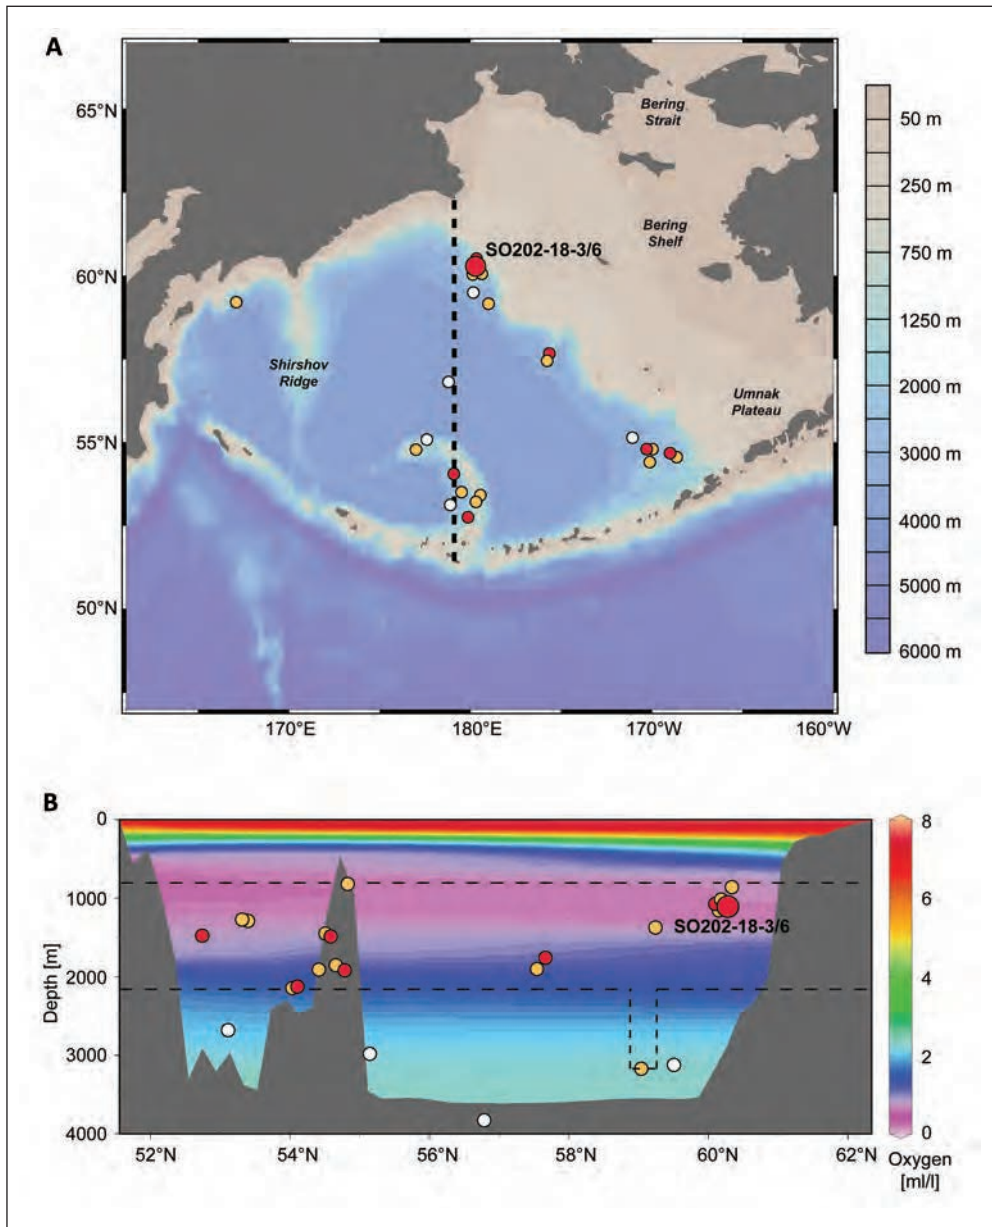 A
65°N
60°N
55°N
50°N
170°E
180°E
170°W
160°W
Bering
Strait
Bering
Shelf
SO202-18-3/6
Shirshov
Ridge
Umnak
Plateau
50 m
250 m
750 m
1250 m
2000 m
3000 m
4000 m
5000 m
6000 m
B
0
1000
2000
3000
4000
Depth [m]
SO202-18-3/6
52°N
54°N
56°N
58°N
60°N
62°N
8
6
4
2
0
Oxygen
[ml/l]